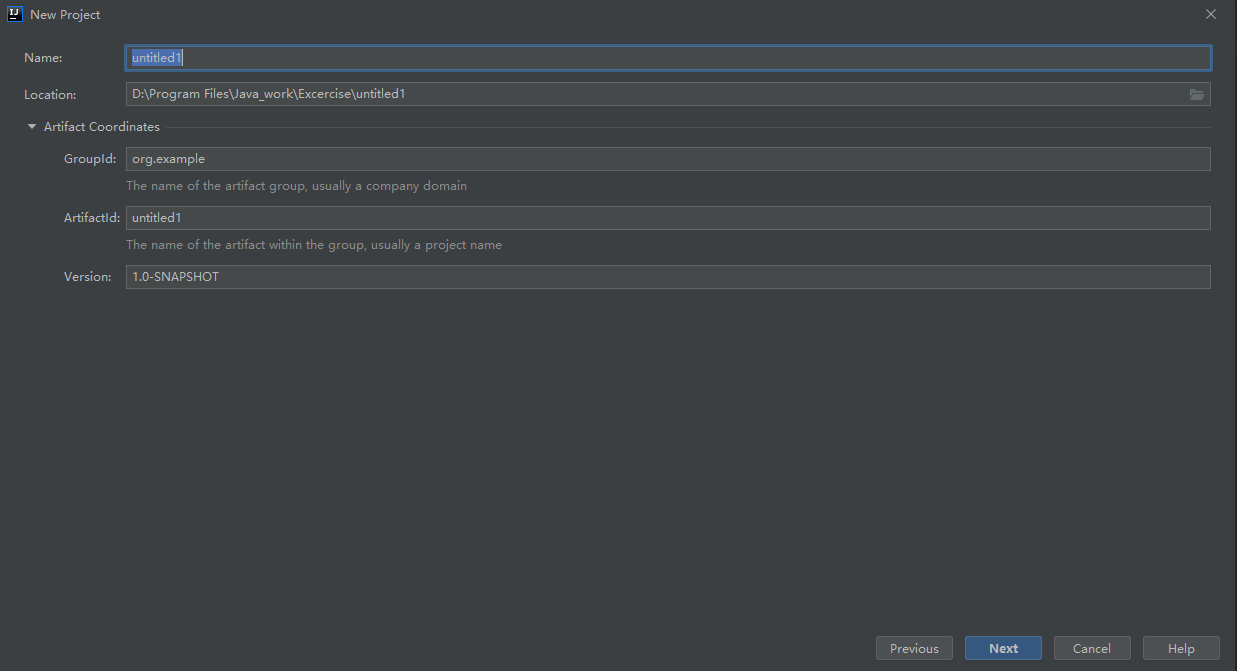 IJ New Project
Name: untitled1
Location: D:\Program Files\Java_work\Excercise\untitled1
Artifact Coordinates
GroupId: org.example
The name of the artifact group, usually a company domain
ArtifactId: untitled1
The name of the artifact within the group, usually a project name
Version: 1.0-SNAPSHOT
Previous Next Cancel Help